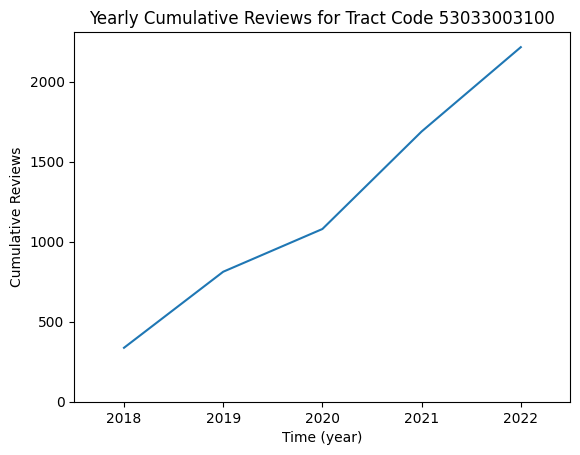 Yearly Cumulative Reviews for Tract Code 53033003100
2000
1500
1000
500
0
Cumulative Reviews
2018 2019 2020 2021 2022
Time (year)